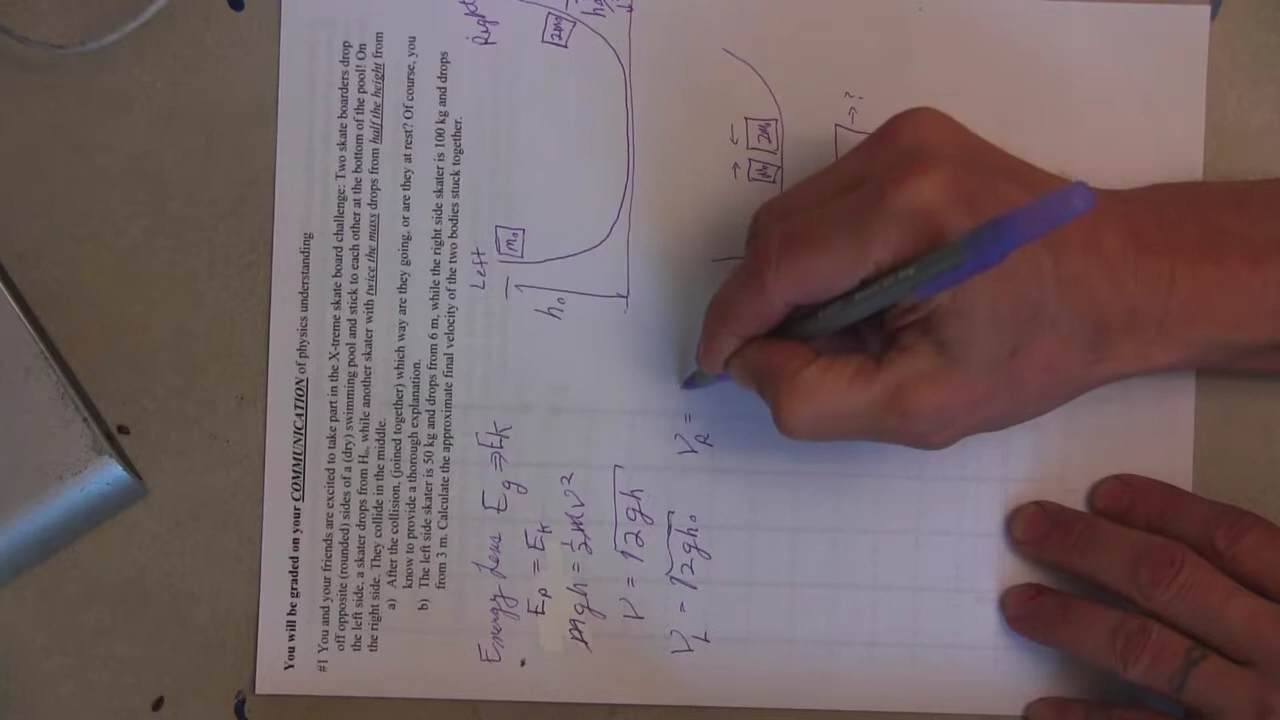 You will be graded on your COMMUNICATION of physics understanding
#1 You and your friends are excited to take part in the X-treme skate board challenge: Two skate boarders drop
off opposite (rounded) sides of a (dry) swimming pool and stick to each other at the bottom of the pool! On
the left side, a skater drops from H₀, while another skater with twice the mass drops from half the height from
the right side. They collide in the middle.
a) After the collision, (joined together) which way are they going, or are they at rest? Of course, you
know to provide a thorough explanation.
b) The left side skater is 50 kg and drops from 6 m, while the right side skater is 100 kg and drops
from 3 m. Calculate the approximate final velocity of the two bodies stuck together.
Left
Right
m₀
2m₀
h₀
Energy Lens Eg ⇒ Ek
Ep = Ek
mgh = ½mv²
V = √2gh
V_L = √2gh₀
V_R =
→ ←
m₀ 2m₀
→ ?